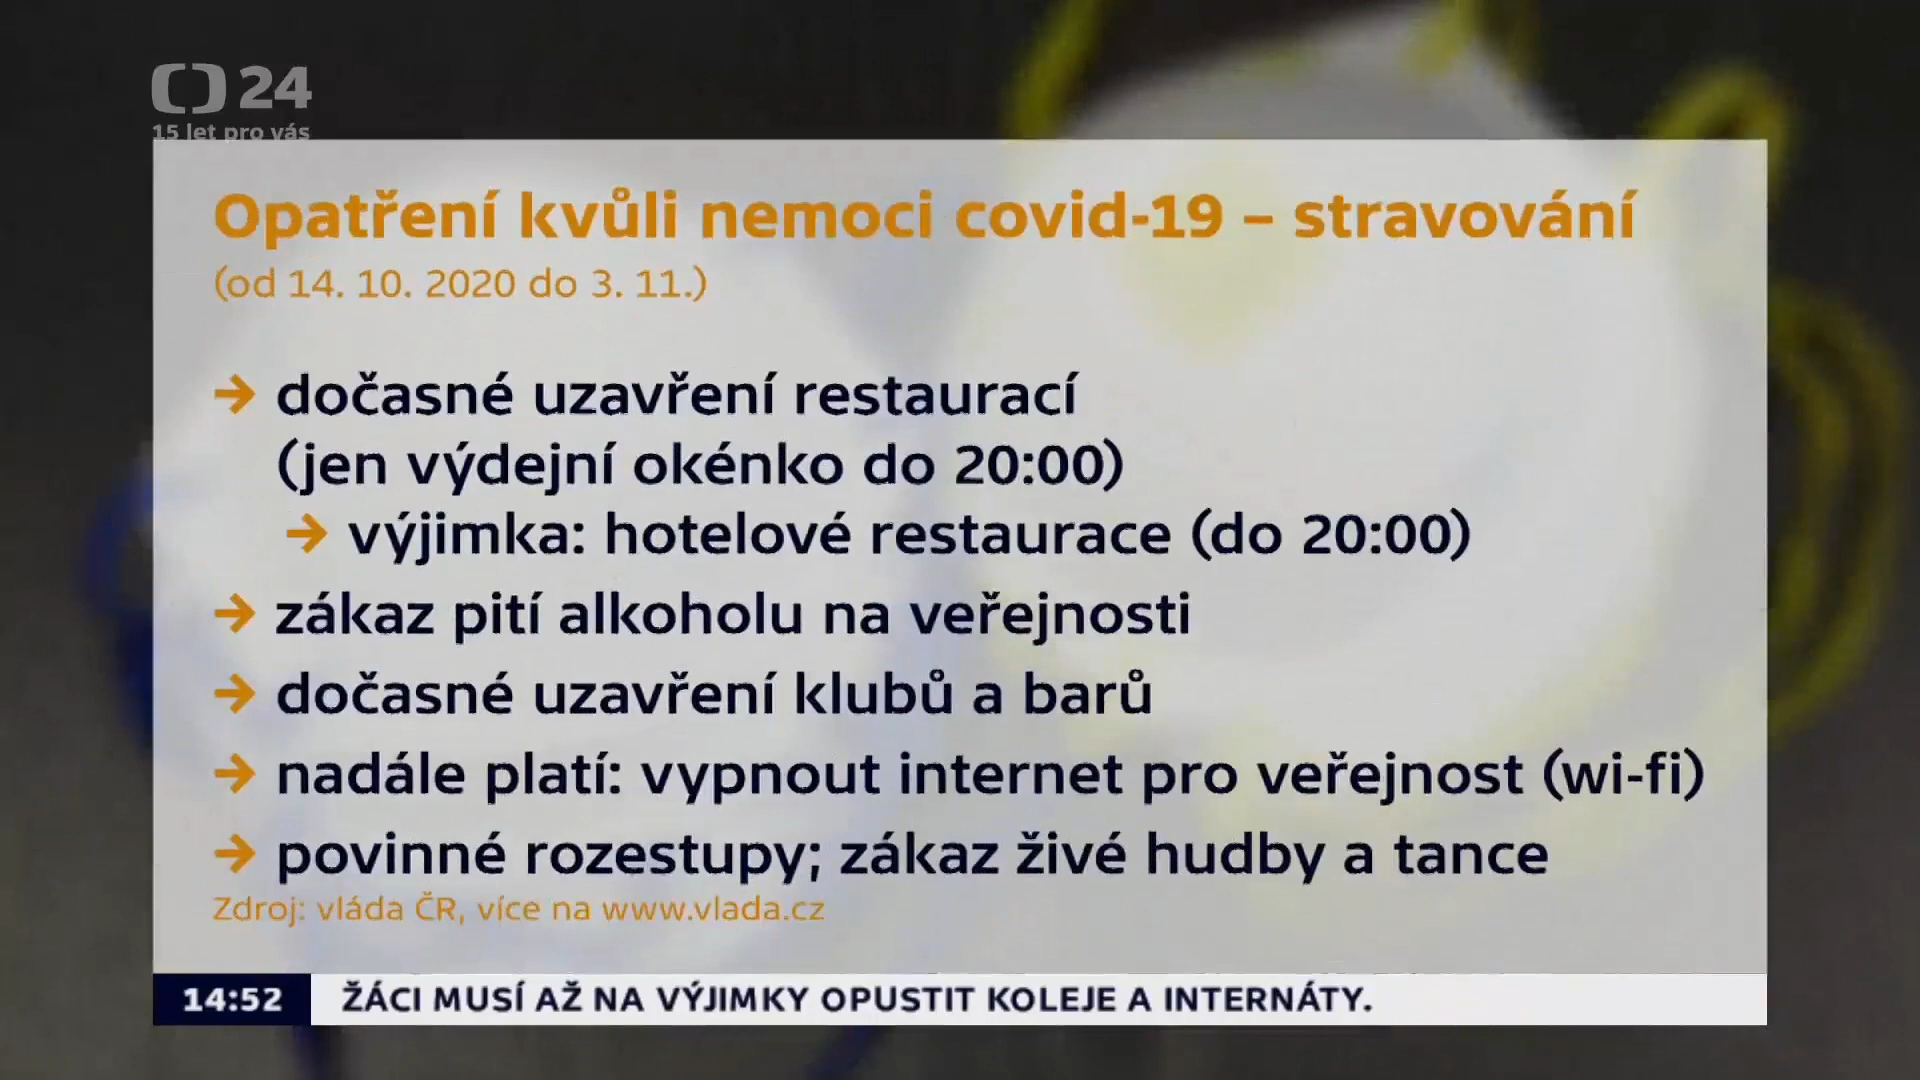 24
15 let pro vás
Opatření kvůli nemoci covid-19 – stravování
(od 14. 10. 2020 do 3. 11.)
→ dočasné uzavření restaurací
(jen výdejní okénko do 20:00)
→ výjimka: hotelové restaurace (do 20:00)
→ zákaz pití alkoholu na veřejnosti
→ dočasné uzavření klubů a barů
→ nadále platí: vypnout internet pro veřejnost (wi-fi)
→ povinné rozestupy; zákaz živé hudby a tance
Zdroj: vláda ČR, více na www.vlada.cz
14:52 ŽÁCI MUSÍ AŽ NA VÝJIMKY OPUSTIT KOLEJE A INTERNÁTY.